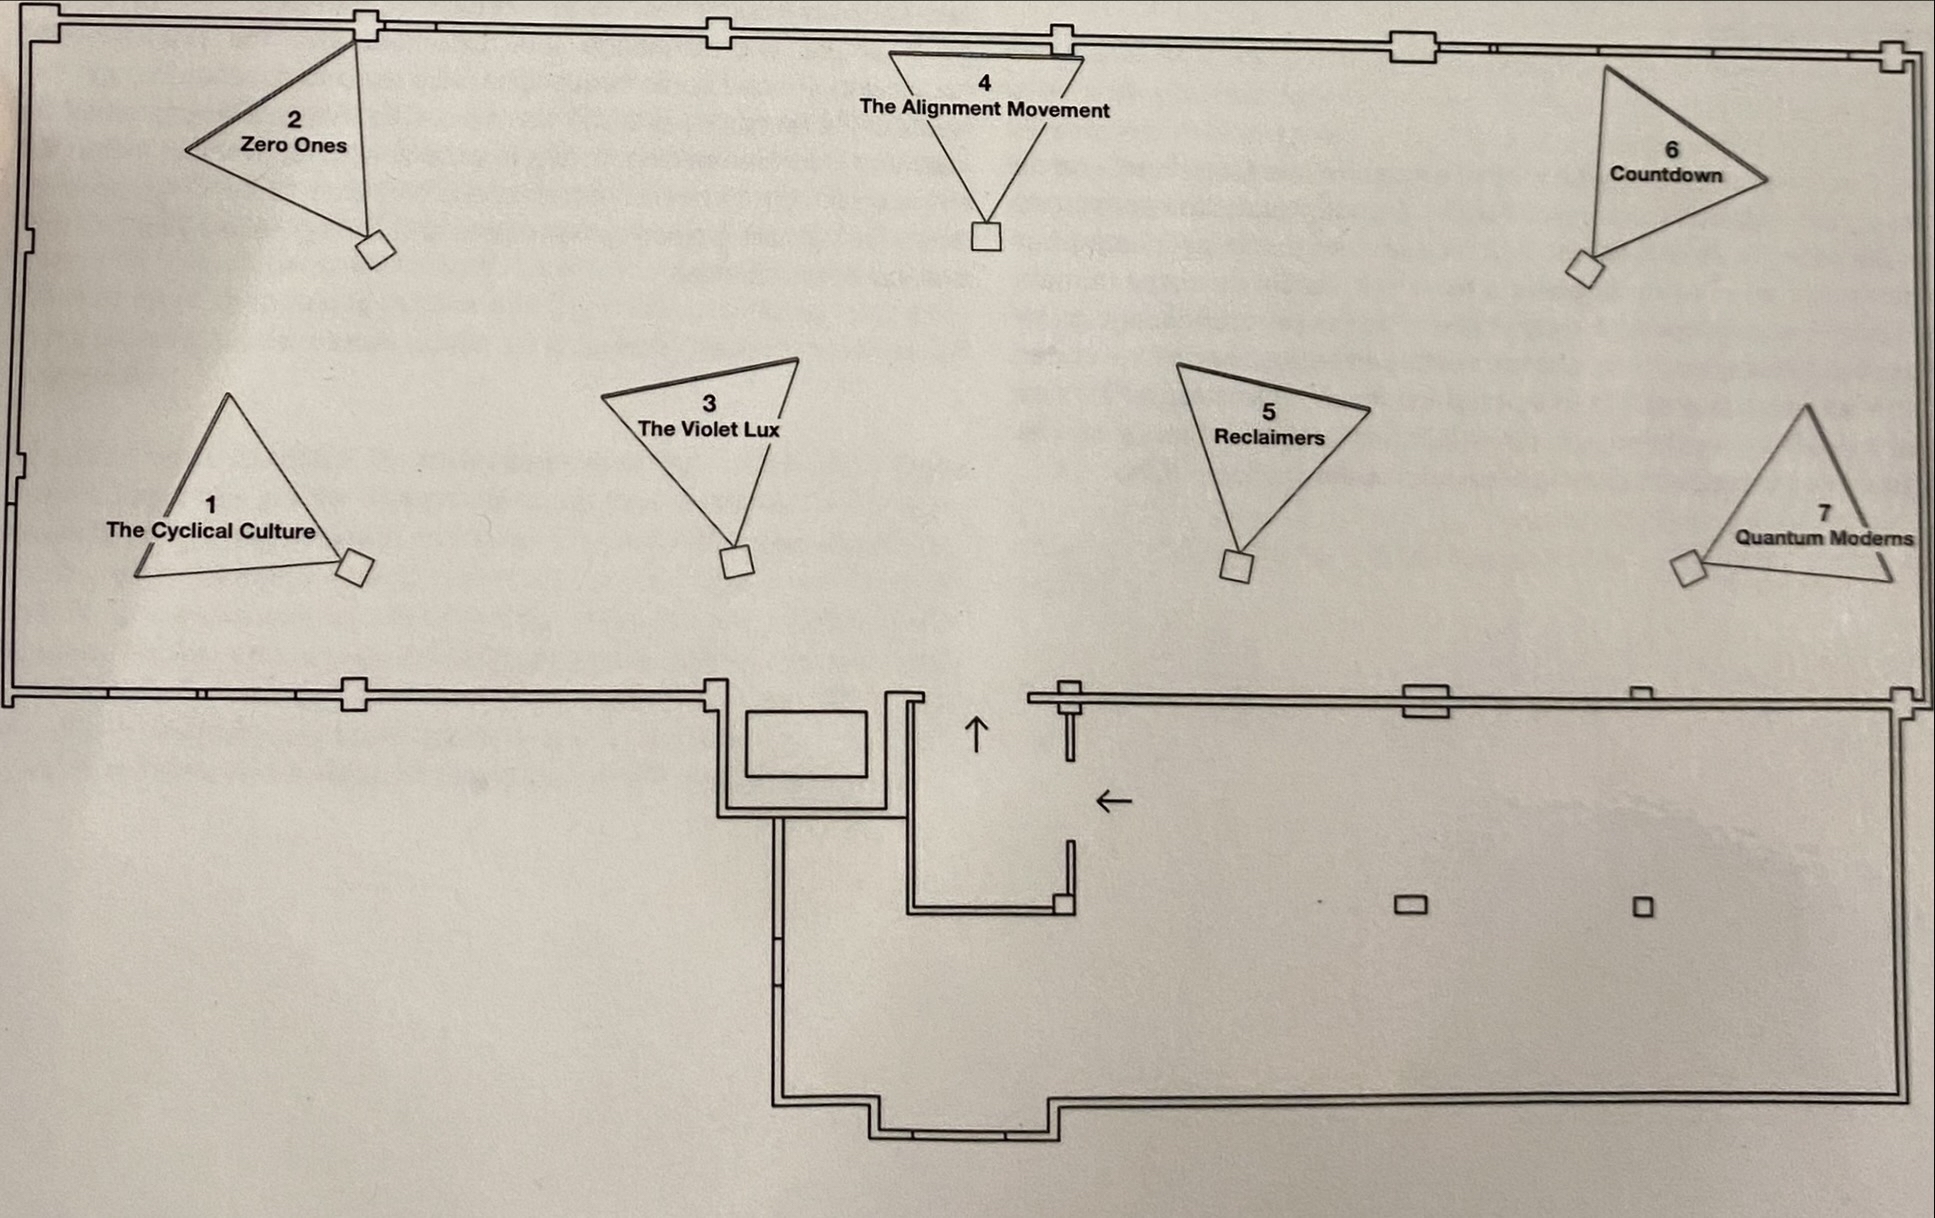 1
The Cyclical Culture
2
Zero Ones
3
The Violet Lux
4
The Alignment Movement
5
Reclaimers
6
Countdown
7
Quantum Moderns